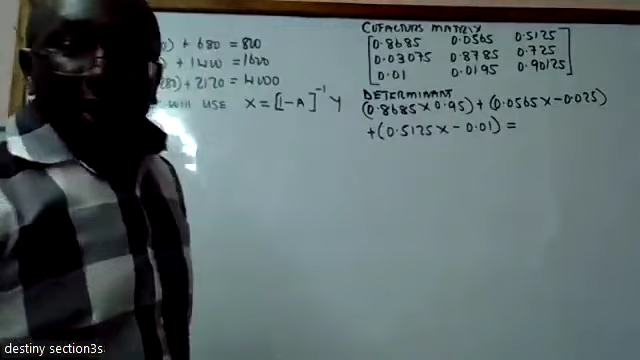 0) + 680 = 800
) + 1400 = 1600
280) + 2120 = 4000
WILL USE X = [I - A]⁻¹ Y
COFACTORS MATRIX
0.8685 0.0565 0.5125
0.03075 0.8785 0.725
0.01 0.0195 0.90125
DETERMINANT
(0.8685 x 0.95) + (0.0565 x -0.025)
+ (0.5125 x - 0.01) =
destiny section3s